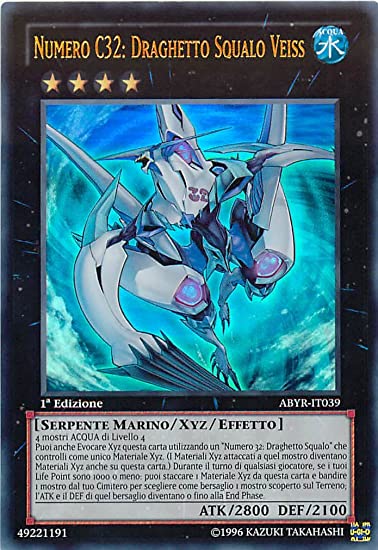 Numero C32: Draghetto Squalo Veiss
ACQUA
水
32
1ª Edizione
ABYR-IT039
[Serpente Marino/Xyz/Effetto]
4 mostri ACQUA di Livello 4
Puoi anche Evocare Xyz questa carta utilizzando un "Numero 32: Draghetto Squalo" che
controlli come unico Materiale Xyz. (I Materiali Xyz attaccati a quel mostro diventano
Materiali Xyz anche su questa carta.) Durante il turno di qualsiasi giocatore, se i tuoi
Life Point sono 1000 o meno: puoi staccare 1 Materiale Xyz da questa carta e bandire
1 mostro dal tuo Cimitero per scegliere come bersaglio 1 mostro scoperto sul Terreno;
l'ATK e il DEF di quel bersaglio diventano 0 fino alla End Phase.
ATK/2800 DEF/2100
49221191
©1996 KAZUKI TAKAHASHI